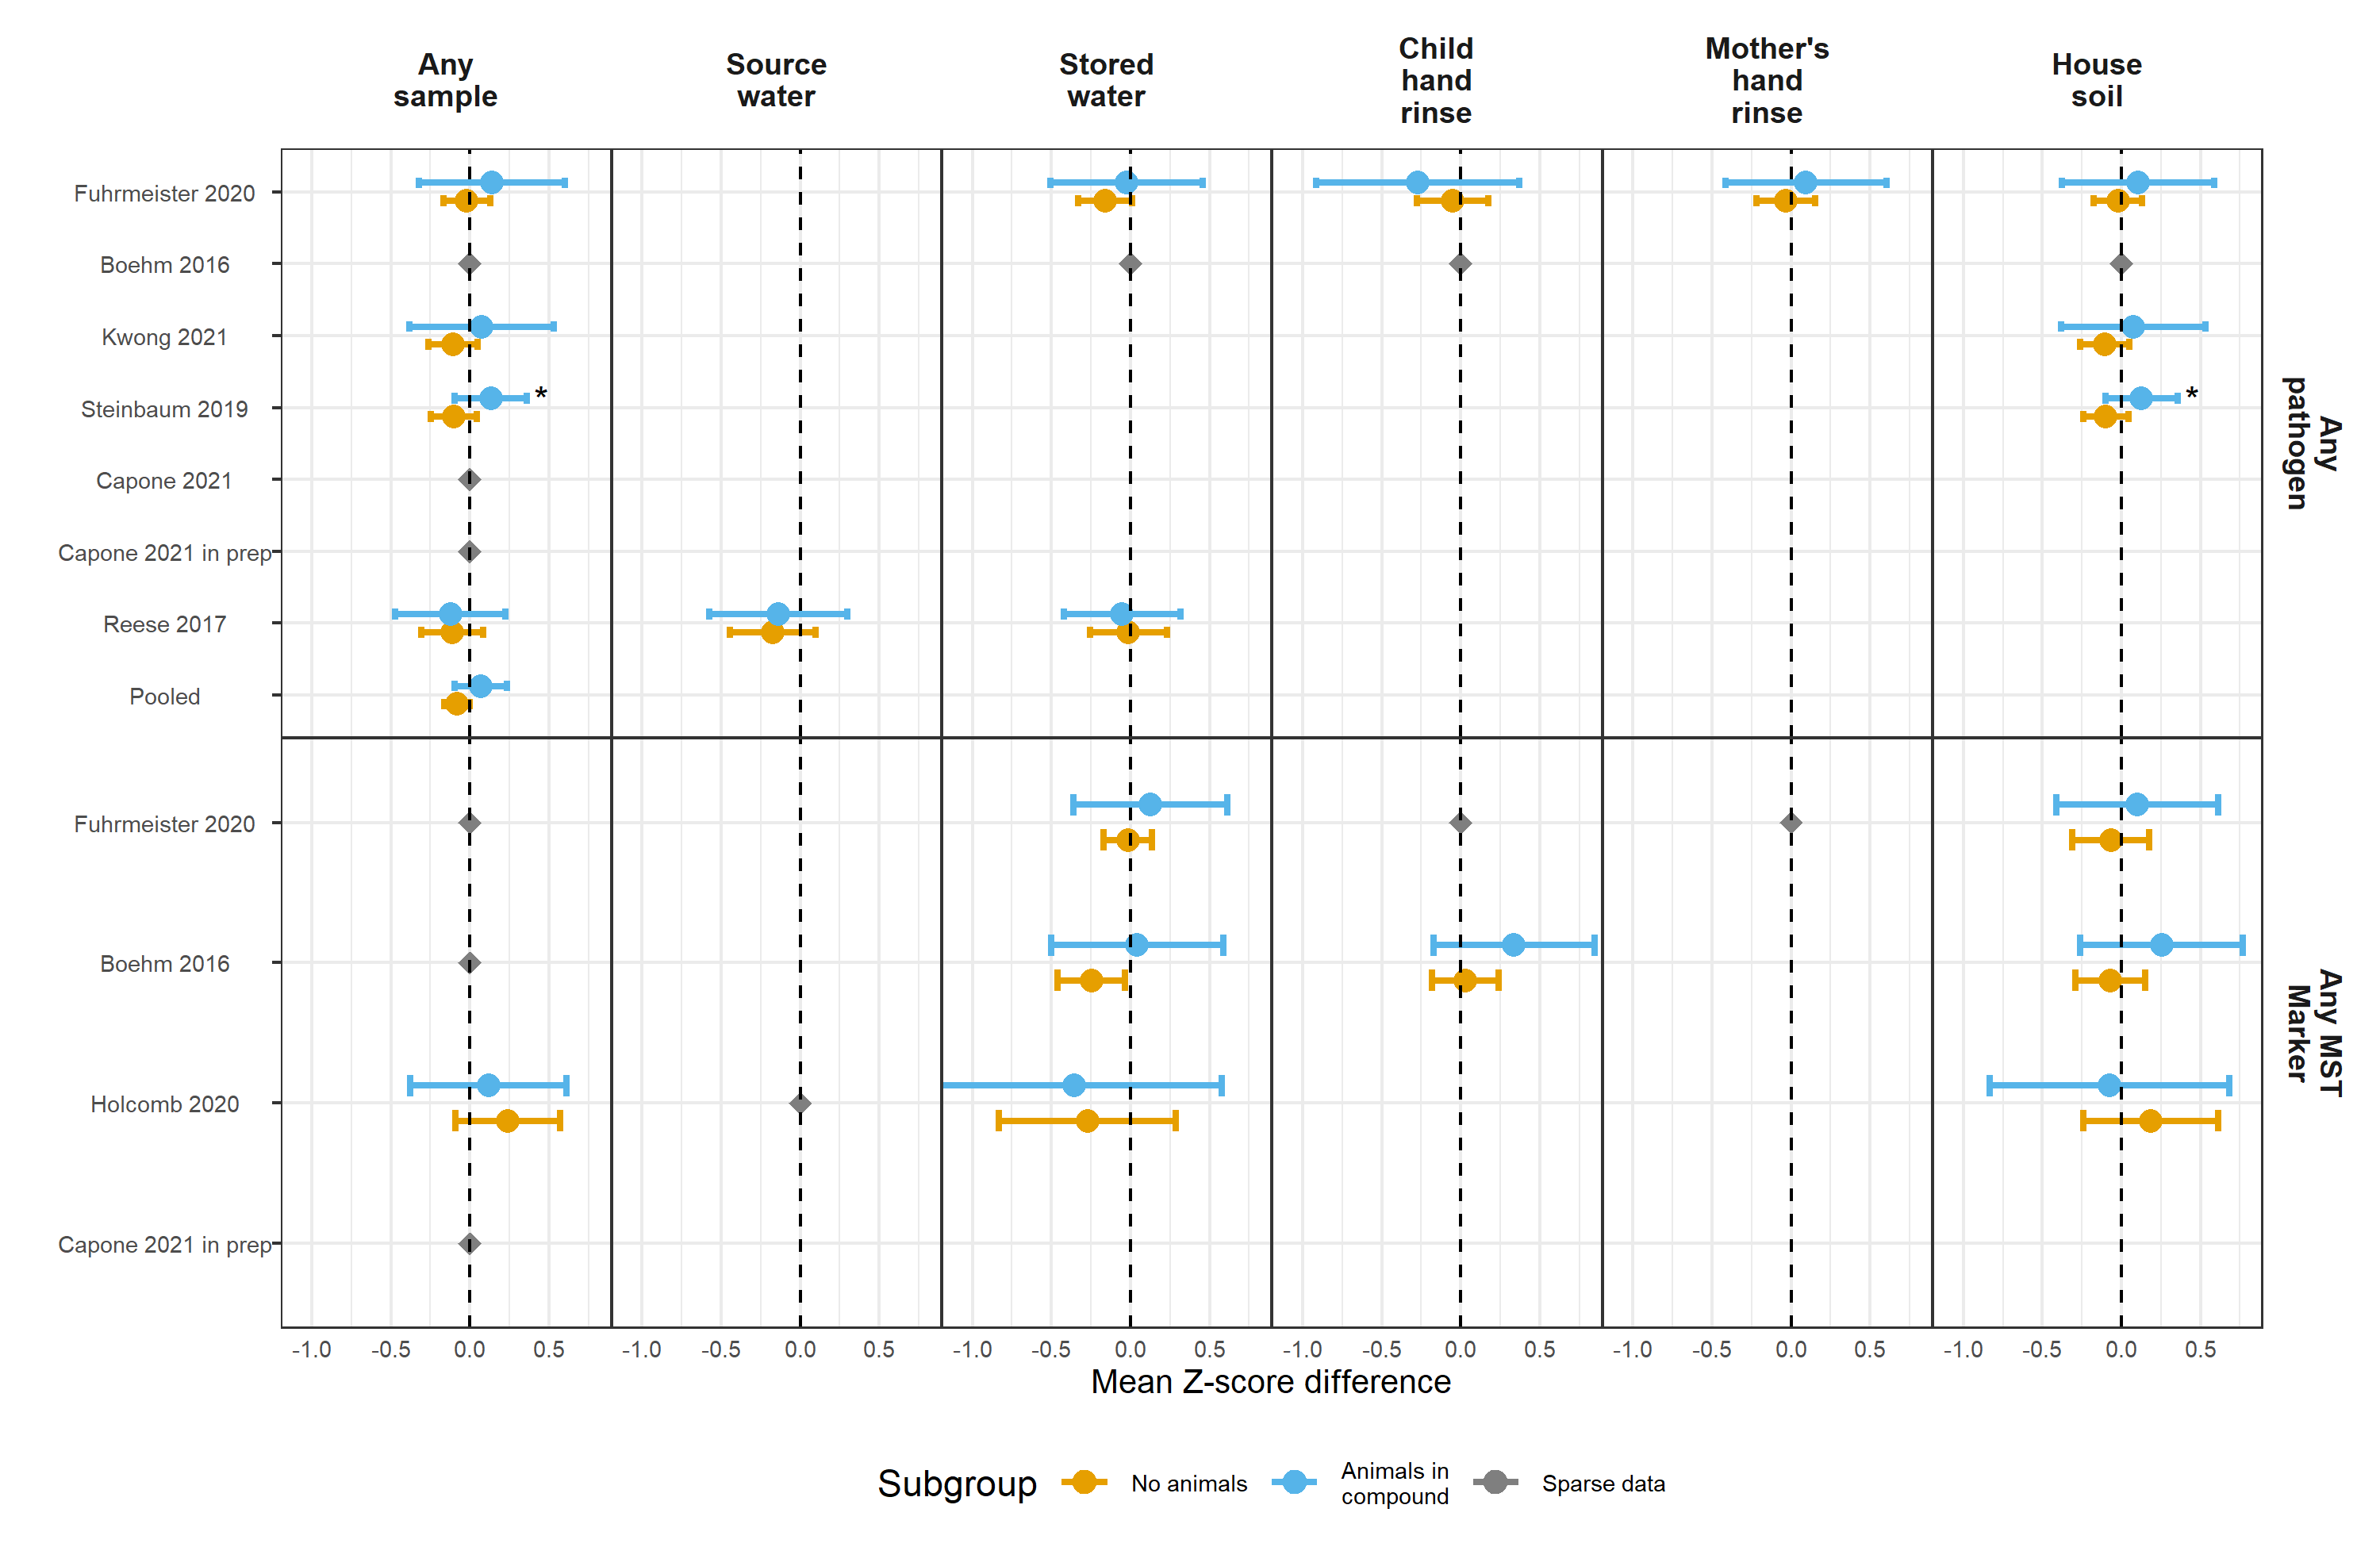 Any
sample
Source
water
Stored
water
Child
hand
rinse
Mother's
hand
rinse
House
soil
Fuhrmeister 2020
Boehm 2016
Kwong 2021
Steinbaum 2019
*
*
Capone 2021
Capone 2021 in prep
Reese 2017
Pooled
Any
pathogen
Fuhrmeister 2020
Boehm 2016
Holcomb 2020
Capone 2021 in prep
Any MST
Marker
-1.0 -0.5 0.0 0.5 -1.0 -0.5 0.0 0.5 -1.0 -0.5 0.0 0.5 -1.0 -0.5 0.0 0.5 -1.0 -0.5 0.0 0.5 -1.0 -0.5 0.0 0.5
Mean Z-score difference
Subgroup
No animals
Animals in
compound
Sparse data